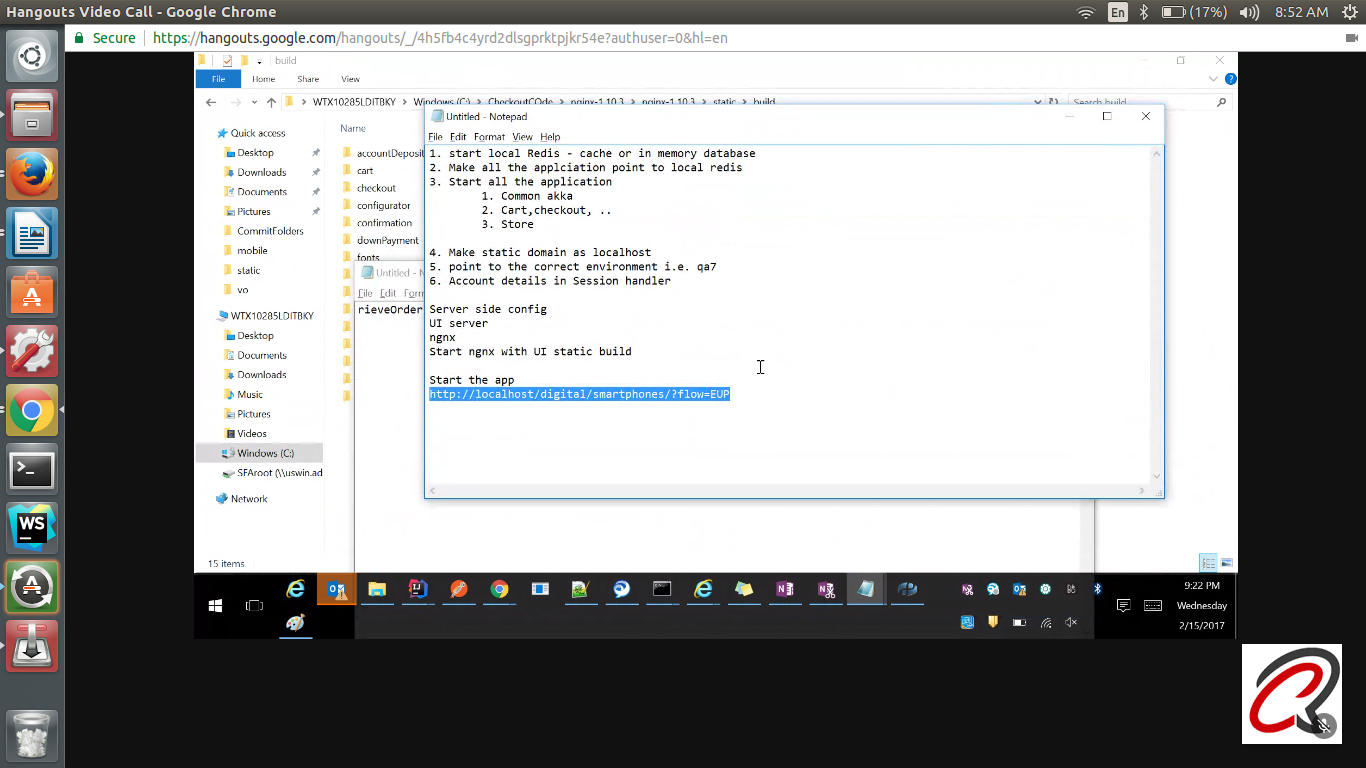 Hangouts Video Call - Google Chrome
En
(17%)
8:52 AM
Secure
https://hangouts.google.com/hangouts/_/4h5fb4c4yrd2dlsgprktpjkr54e?authuser=0&hl=en
build
File Home Share View
WTX10285LDITBKY Windows (C:) CheckoutCOde nginx-1.10.3 nginx-1.10.3 static build
Search build
Quick access
Desktop
Downloads
Documents
Pictures
CommitFolders
mobile
static
vo
WTX10285LDITBKY
Desktop
Documents
Downloads
Music
Pictures
Videos
Windows (C:)
SFAroot (\\uswin.ad
Network
15 items
Name
accountDeposit
cart
checkout
configurator
confirmation
downPayment
fonts
Untitled - N
File Edit Form
rieveOrder
Untitled - Notepad
File Edit Format View Help
1. start local Redis - cache or in memory database
2. Make all the applciation point to local redis
3. Start all the application
1. Common akka
2. Cart,checkout, ..
3. Store
4. Make static domain as localhost
5. point to the correct environment i.e. qa7
6. Account details in Session handler
Server side config
UI server
ngnx
Start ngnx with UI static build
Start the app
http://localhost/digital/smartphones/?flow=EUP
WS
9:22 PM
Wednesday
2/15/2017